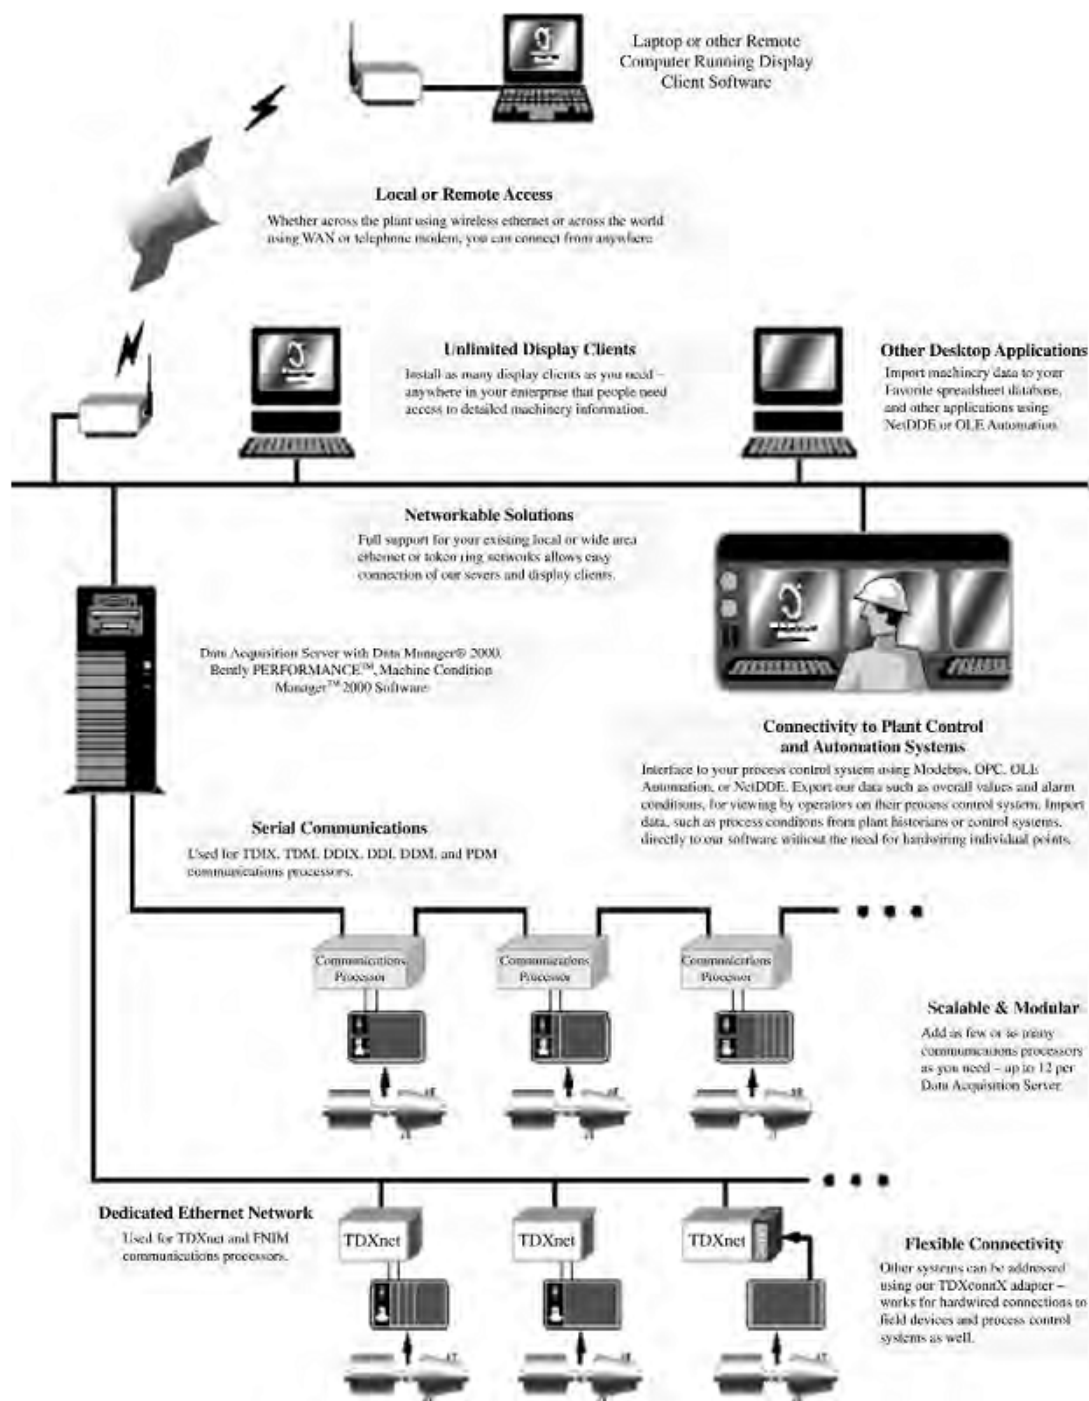 Laptop or other Remote
Computer Running Display
Client Software
Local or Remote Access
Whether across the plant using wireless ethernet or across the world
using WAN or telephone modem, you can connect from anywhere
Unlimited Display Clients
Install as many display clients as you need –
anywhere in your enterprise that people need
access to detailed machinery information.
Other Desktop Applications
Import machinery data to your
Favorite spreadsheet database,
and other applications using
NetDDE or OLE Automation
Networkable Solutions
Full support for your existing local or wide area
ethernet or token ring networks allows easy
connection of our severs and display clients.
Data Acquisition Server with Data Manager® 2000,
Bently PERFORMANCE™, Machine Condition
Manager™ 2000 Software
Connectivity to Plant Control
and Automation Systems
Interface to your process control system using Modebus, OPC, OLE
Automation, or NetDDE. Export our data such as overall values and alarm
conditions, for viewing by operators on their process control system. Import
data, such as process conditons from plant historians or control systems,
directly to our software without the need for hardwiring individual points.
Serial Communications
Used for TDIX, TDM, DDIX, DDI, DDM, and PDM
communications processors.
Communications
Processor
Communications
Processor
Communications
Processor
Scalable & Modular
Add as few or as many
communications processors
as you need – up to 12 per
Data Acquisition Server.
Dedicated Ethernet Network
Used for TDXnet and ENIM
communications processors.
TDXnet
TDXnet
TDXnet
Flexible Connectivity
Other systems can be addressed
using our TDXconnX adapter –
works for hardwired connections to
field devices and process control
systems as well.